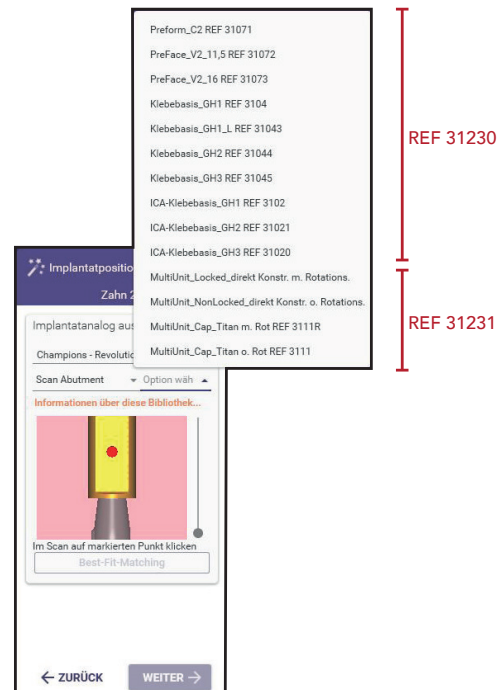 Preform_C2 REF 31071
PreFace_V2_11,5 REF 31072
PreFace_V2_16 REF 31073
Klebebasis_GH1 REF 3104
Klebebasis_GH1_L REF 31043
Klebebasis_GH2 REF 31044
Klebebasis_GH3 REF 31045
ICA-Klebebasis_GH1 REF 3102
ICA-Klebebasis_GH2 REF 31021
ICA-Klebebasis_GH3 REF 31020
MultiUnit_Locked_direkt Konstr. m. Rotations.
MultiUnit_NonLocked_direkt Konstr. o. Rotations.
MultiUnit_Cap_Titan m. Rot REF 3111R
MultiUnit_Cap_Titan o. Rot REF 3111
REF 31230
REF 31231
Implantatpositio
Zahn 2
Implantatanalog aus
Champions - Revolutio
Scan Abutment
Option wäh
Informationen über diese Bibliothek...
Im Scan auf markierten Punkt klicken
Best-Fit-Matching
← ZURÜCK
WEITER →